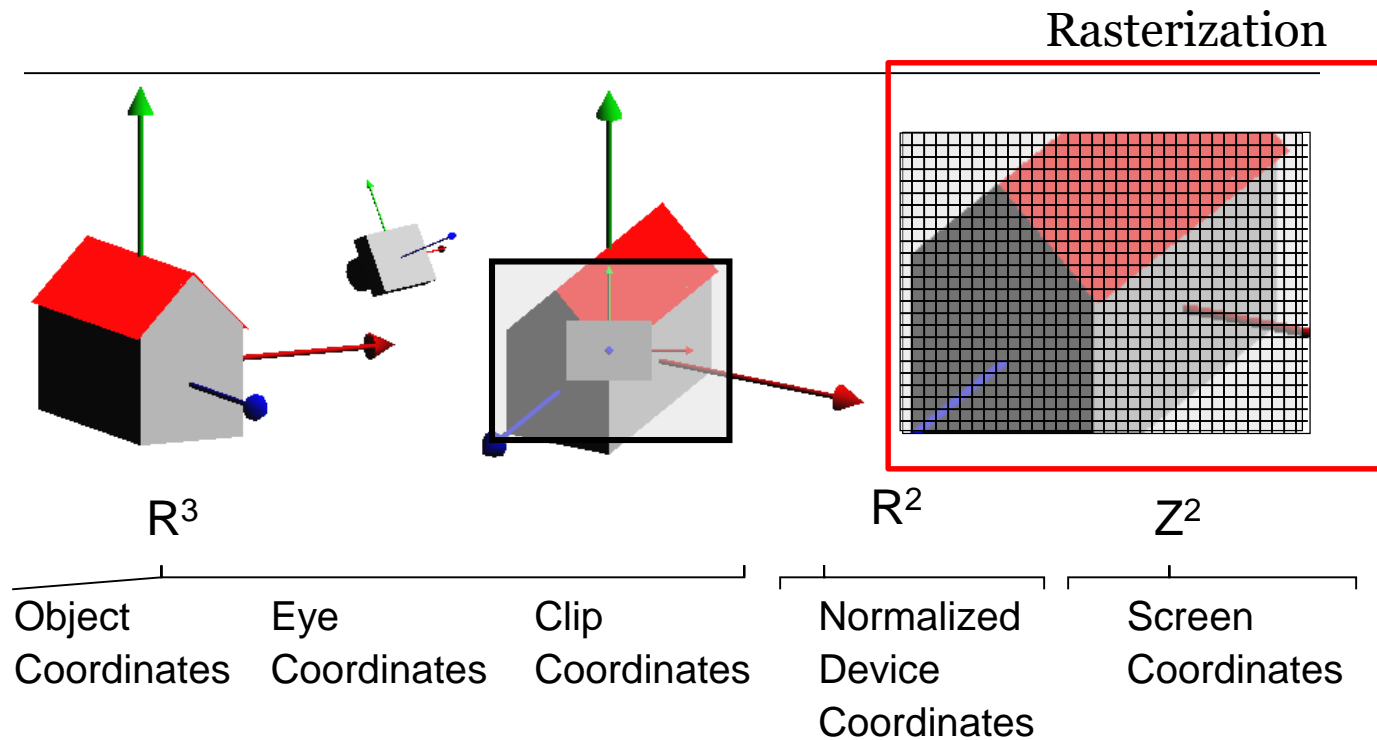 Rasterization
R³
R²
Z²
Object
Coordinates
Eye
Coordinates
Clip
Coordinates
Normalized
Device
Coordinates
Screen
Coordinates